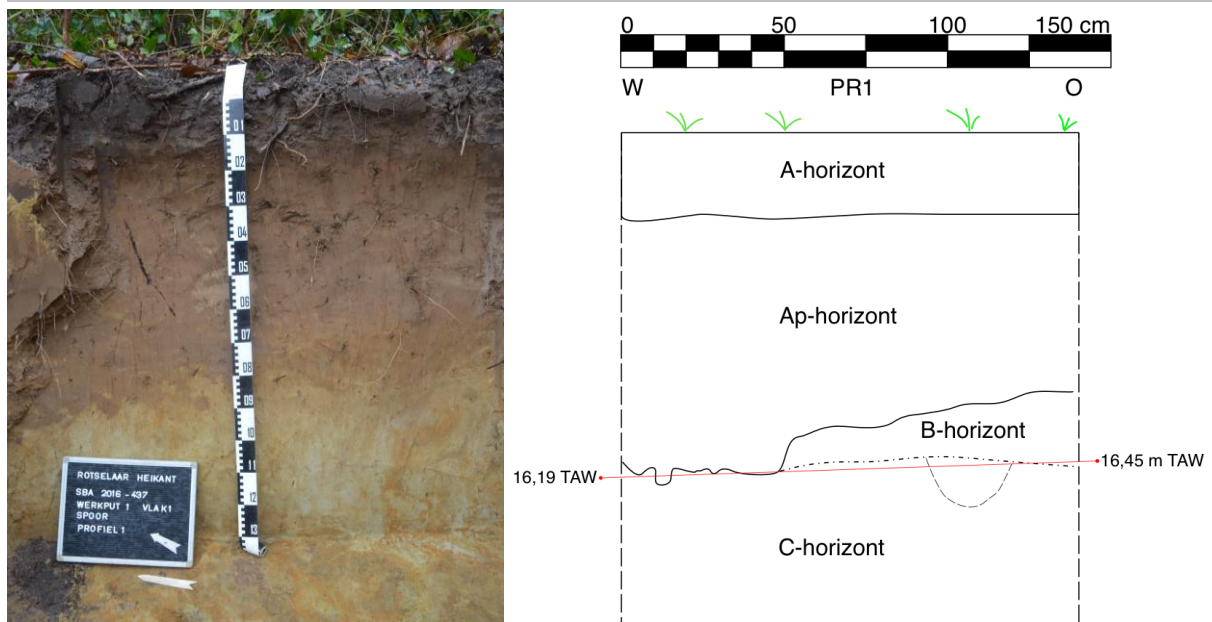 01
02
03
04
05
06
07
08
09
10
11
12
13
ROTSELAAR HEIKANT
SBA 2016-437
WERKPUT 1 VLAK1
SPOOR
PROFIEL 1
0 50 100 150 cm
W PR1 O
A-horizont
Ap-horizont
B-horizont
16,19 TAW
16,45 m TAW
C-horizont